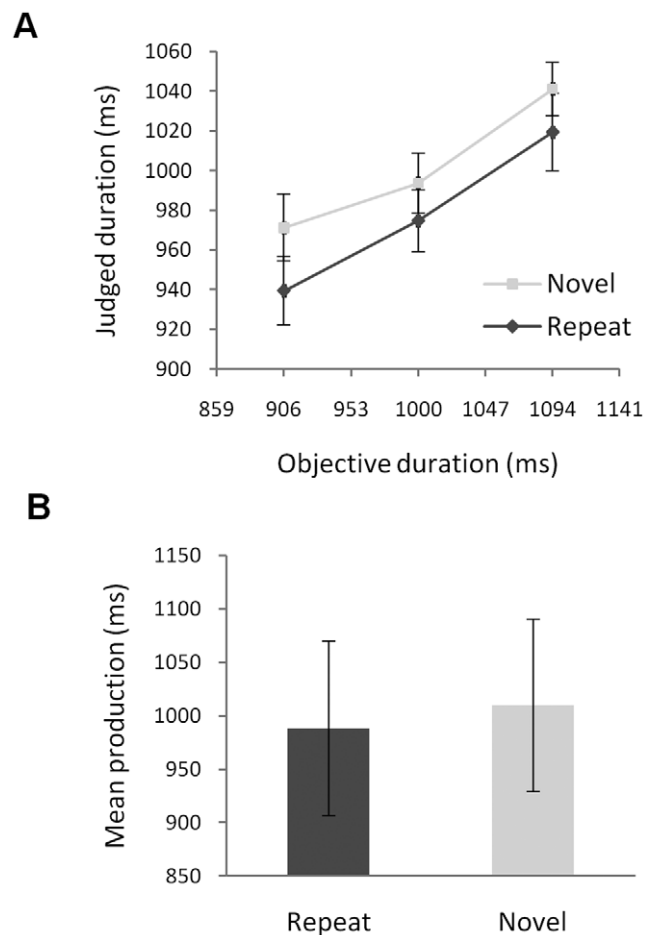 A
Judged duration (ms)
1060
1040
1020
1000
980
960
940
920
900
Novel
Repeat
859 906 953 1000 1047 1094 1141
Objective duration (ms)
B
Mean production (ms)
1150
1100
1050
1000
950
900
850
Repeat Novel